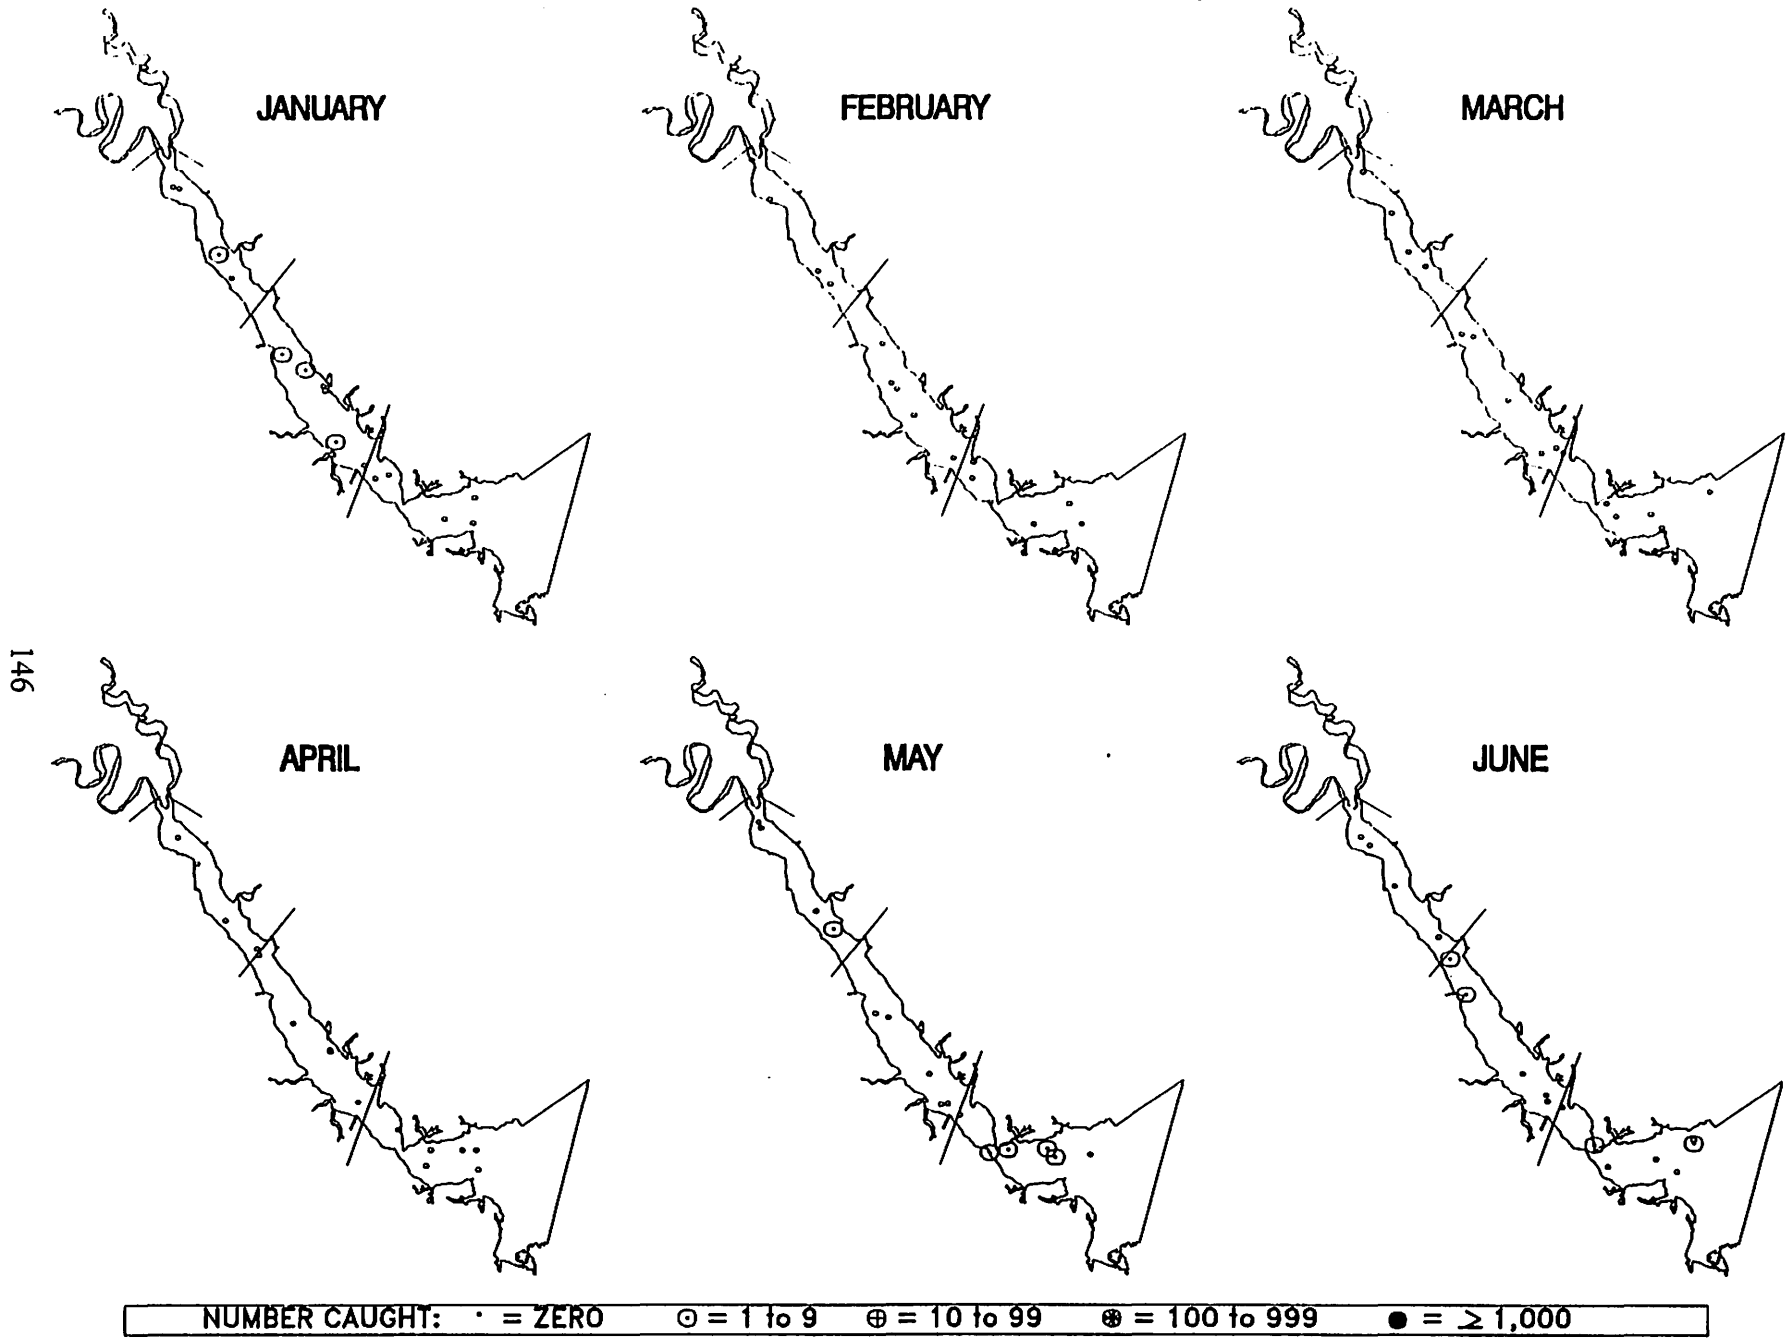 JANUARY FEBRUARY MARCH
146
APRIL MAY JUNE
NUMBER CAUGHT: · = ZERO ⊙ = 1 to 9 ⊕ = 10 to 99 ⊛ = 100 to 999 ● = ≥ 1,000